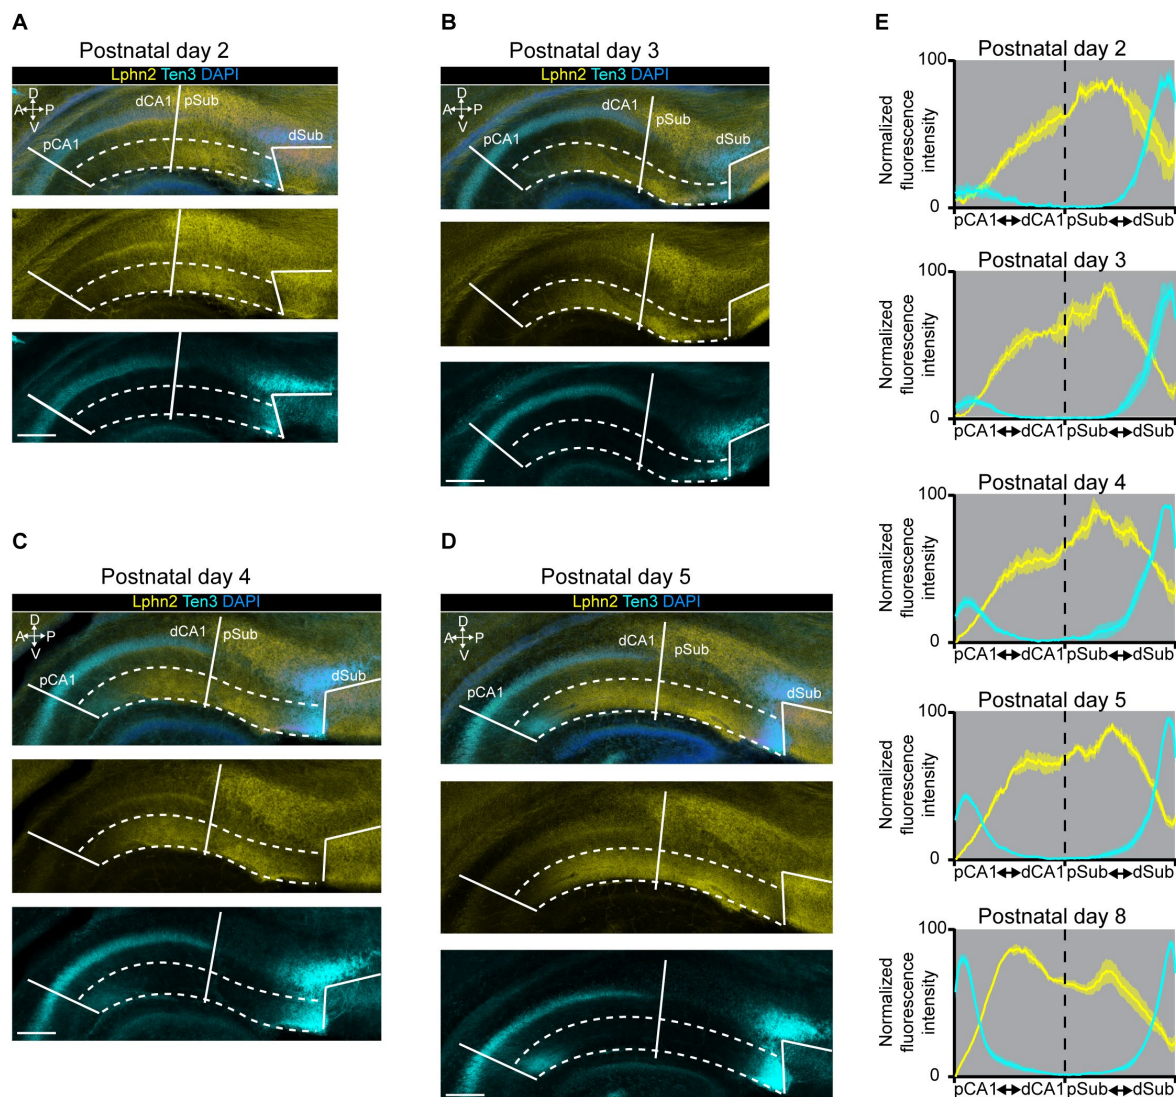 A
Postnatal day 2
Lphn2 Ten3 DAPI
D
A P
V
dCA1 pSub
pCA1
dSub
B
Postnatal day 3
Lphn2 Ten3 DAPI
D
A P
V
dCA1
pSub
pCA1
dSub
C
Postnatal day 4
Lphn2 Ten3 DAPI
D
A P
V
dCA1 pSub
pCA1
dSub
D
Postnatal day 5
Lphn2 Ten3 DAPI
D
A P
V
dCA1
pSub
pCA1
dSub
E
Postnatal day 2
100
Normalized
fluorescence
intensity
0
pCA1 dCA1 pSub dSub
Postnatal day 3
100
Normalized
fluorescence
intensity
0
pCA1 dCA1 pSub dSub
Postnatal day 4
100
Normalized
fluorescence
intensity
0
pCA1 dCA1 pSub dSub
Postnatal day 5
100
Normalized
fluorescence
intensity
0
pCA1 dCA1 pSub dSub
Postnatal day 8
100
Normalized
fluorescence
intensity
0
pCA1 dCA1 pSub dSub